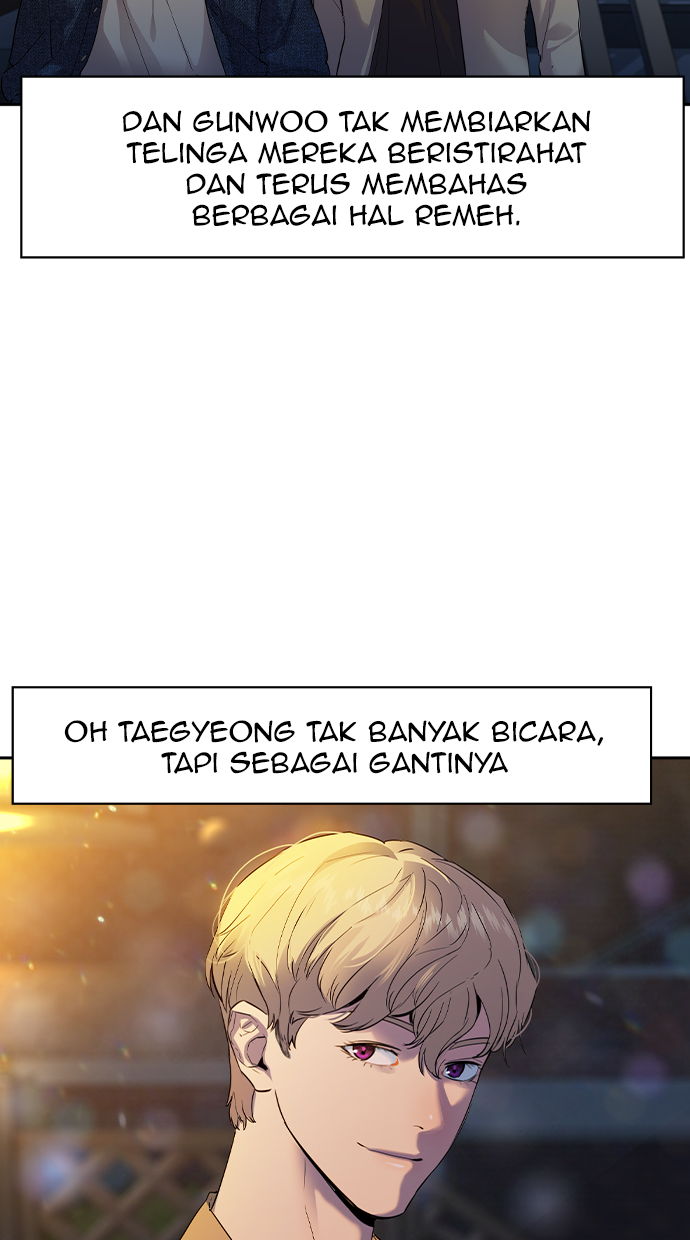 DAN GUNWOO TAK MEMBIARKAN
TELINGA MEREKA BERISTIRAHAT
DAN TERUS MEMBAHAS
BERBAGAI HAL REMEH.
OH TAEGYEONG TAK BANYAK BICARA,
TAPI SEBAGAI GANTINYA